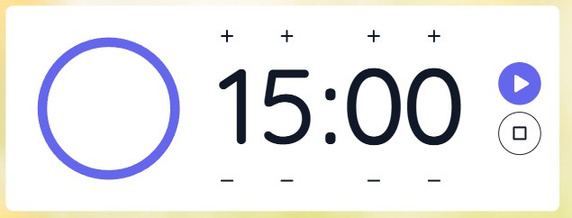 + + + +
15:00
− − − −